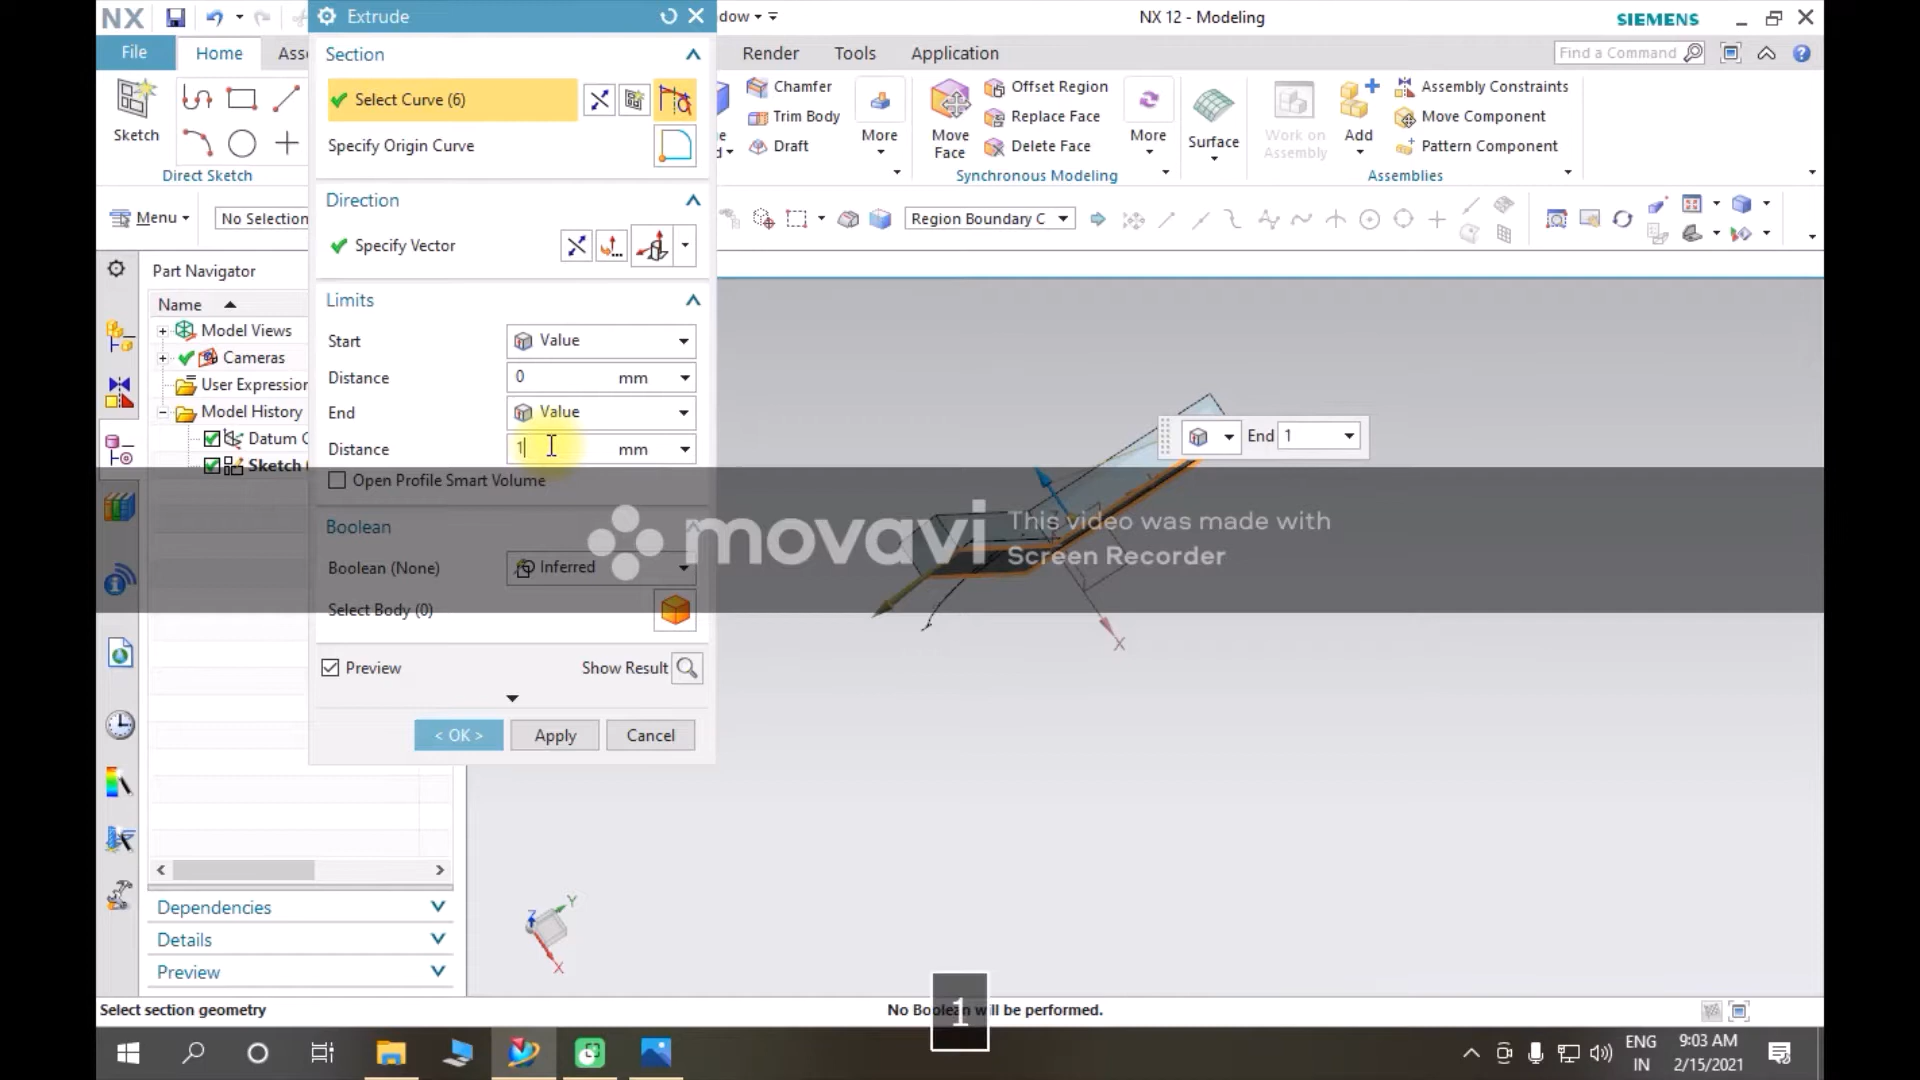 NX
Extrude
ndow
NX 12 - Modeling
SIEMENS
File
Home
Ass
Render
Tools
Application
Find a Command
Section
Select Curve (6)
Specify Origin Curve
Sketch
Direct Sketch
Chamfer
Trim Body
Draft
More
Move
Face
Offset Region
Replace Face
Delete Face
More
Synchronous Modeling
Surface
Work on
Assembly
Add
Assembly Constraints
Move Component
Pattern Component
Assemblies
Menu
No Selection
Region Boundary C
Direction
Specify Vector
Part Navigator
Name
Model Views
Cameras
User Expression
Model History
Datum C
Sketch (
Limits
Start
Value
Distance
0 mm
End
Value
Distance
1 mm
Open Profile Smart Volume
Boolean
Boolean (None)
Inferred
Select Body (0)
Preview
Show Result
< OK >
Apply
Cancel
End 1
X
movavi
This video was made with
Screen Recorder
Z
Y
X
Dependencies
Details
Preview
Select section geometry
No Boolean will be performed.
1
ENG
IN
9:03 AM
2/15/2021